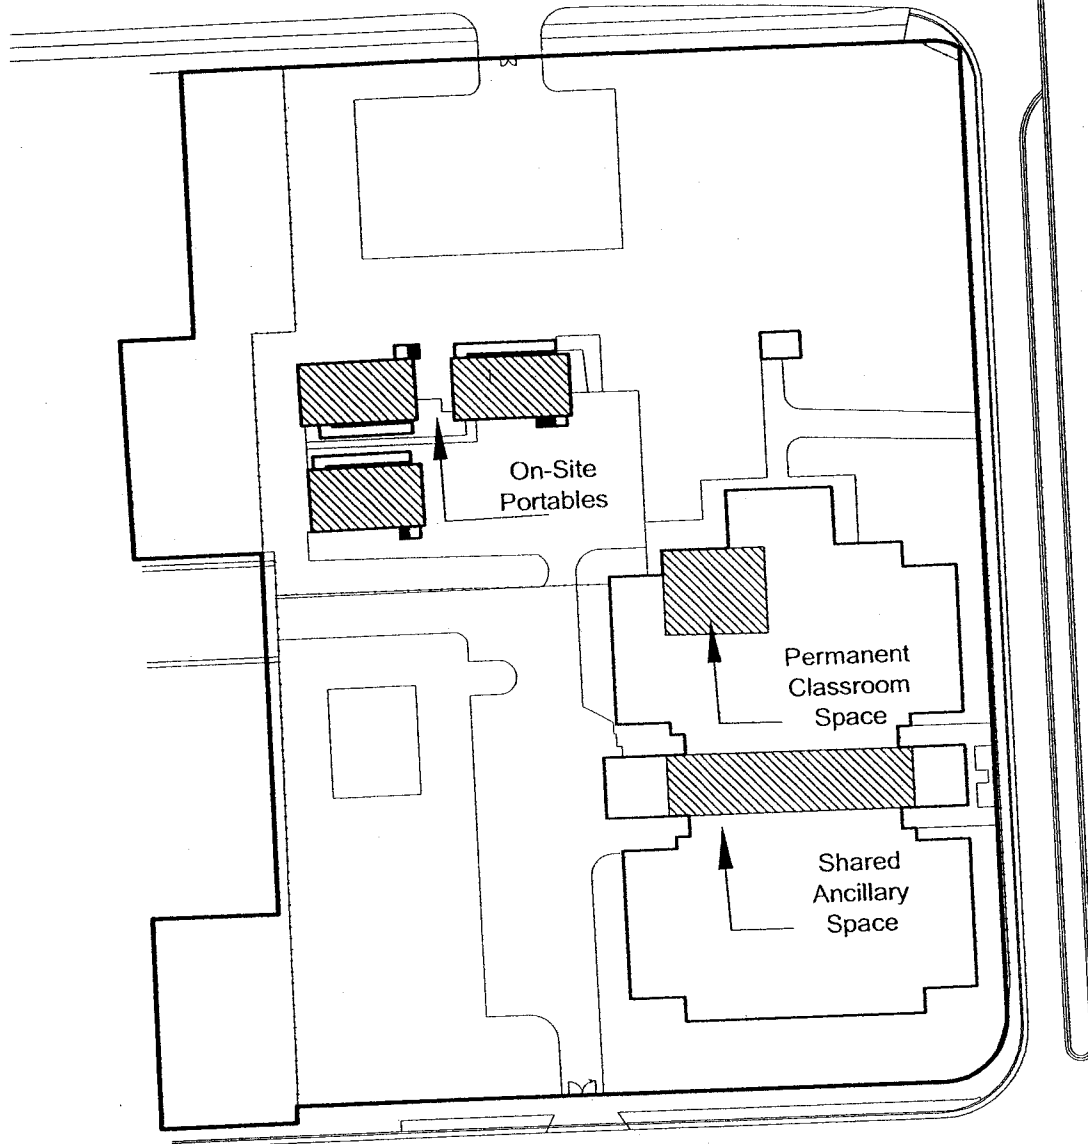 On-Site
Portables
Permanent
Classroom
Space
Shared
Ancillary
Space